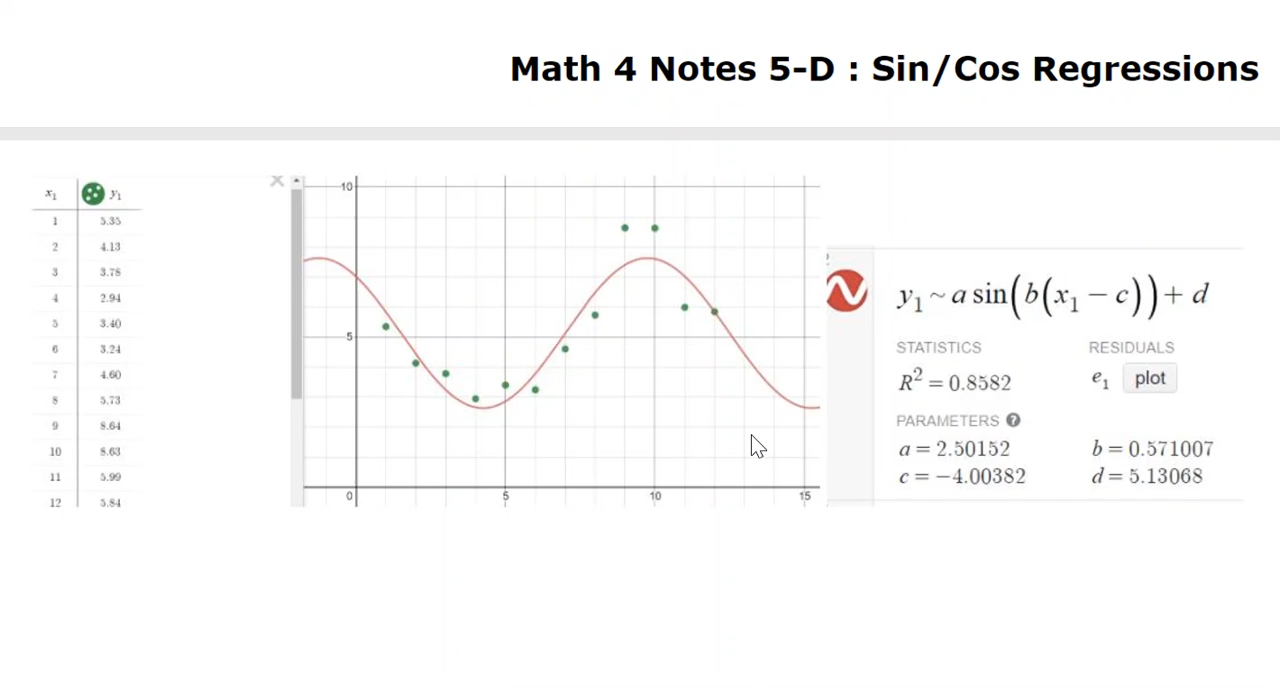 Math 4 Notes 5-D : Sin/Cos Regressions
x₁ y₁
1 5.35
2 4.13
3 3.78
4 2.94
5 3.40
6 3.24
7 4.60
8 5.73
9 8.64
10 8.63
11 5.99
12 5.84
10
5
0 5 10 15
y₁ ~ a sin(b(x₁ − c)) + d
STATISTICS RESIDUALS
R² = 0.8582 e₁ plot
PARAMETERS ?
a = 2.50152 b = 0.571007
c = −4.00382 d = 5.13068